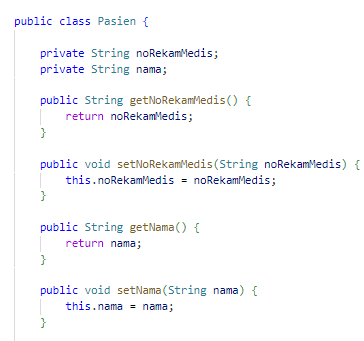 public class Pasien {
private String noRekamMedis;
private String nama;
public String getNoRekamMedis() {
return noRekamMedis;
}
public void setNoRekamMedis(String noRekamMedis) {
this.noRekamMedis = noRekamMedis;
}
public String getNama() {
return nama;
}
public void setNama(String nama) {
this.nama = nama;
}